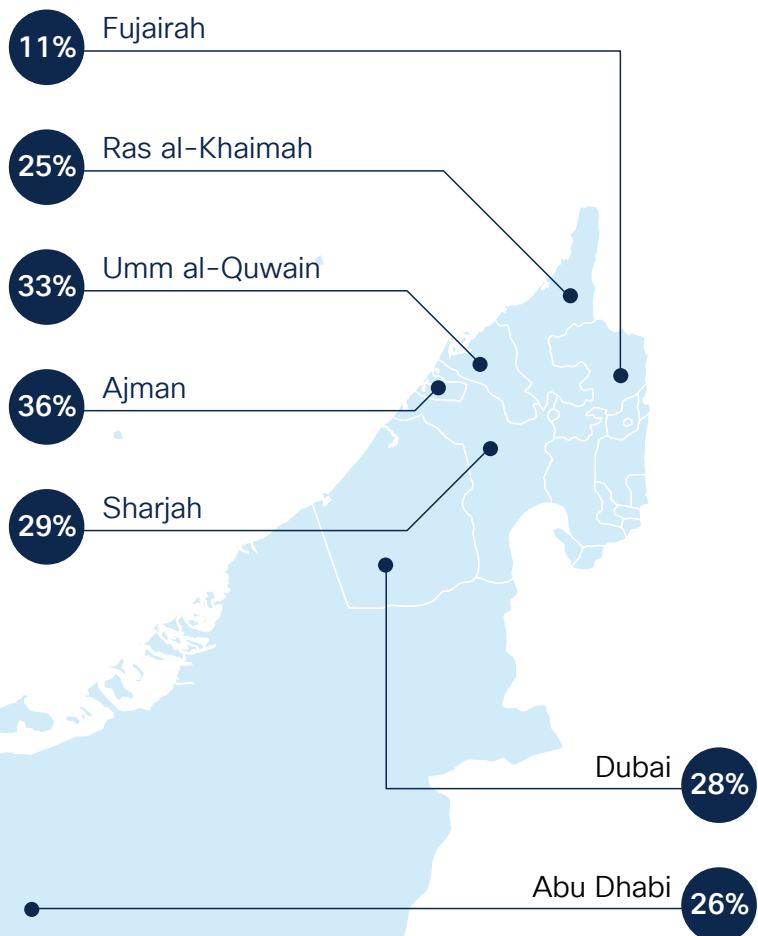 11% Fujairah
25% Ras al-Khaimah
33% Umm al-Quwain
36% Ajman
29% Sharjah
Dubai 28%
Abu Dhabi 26%